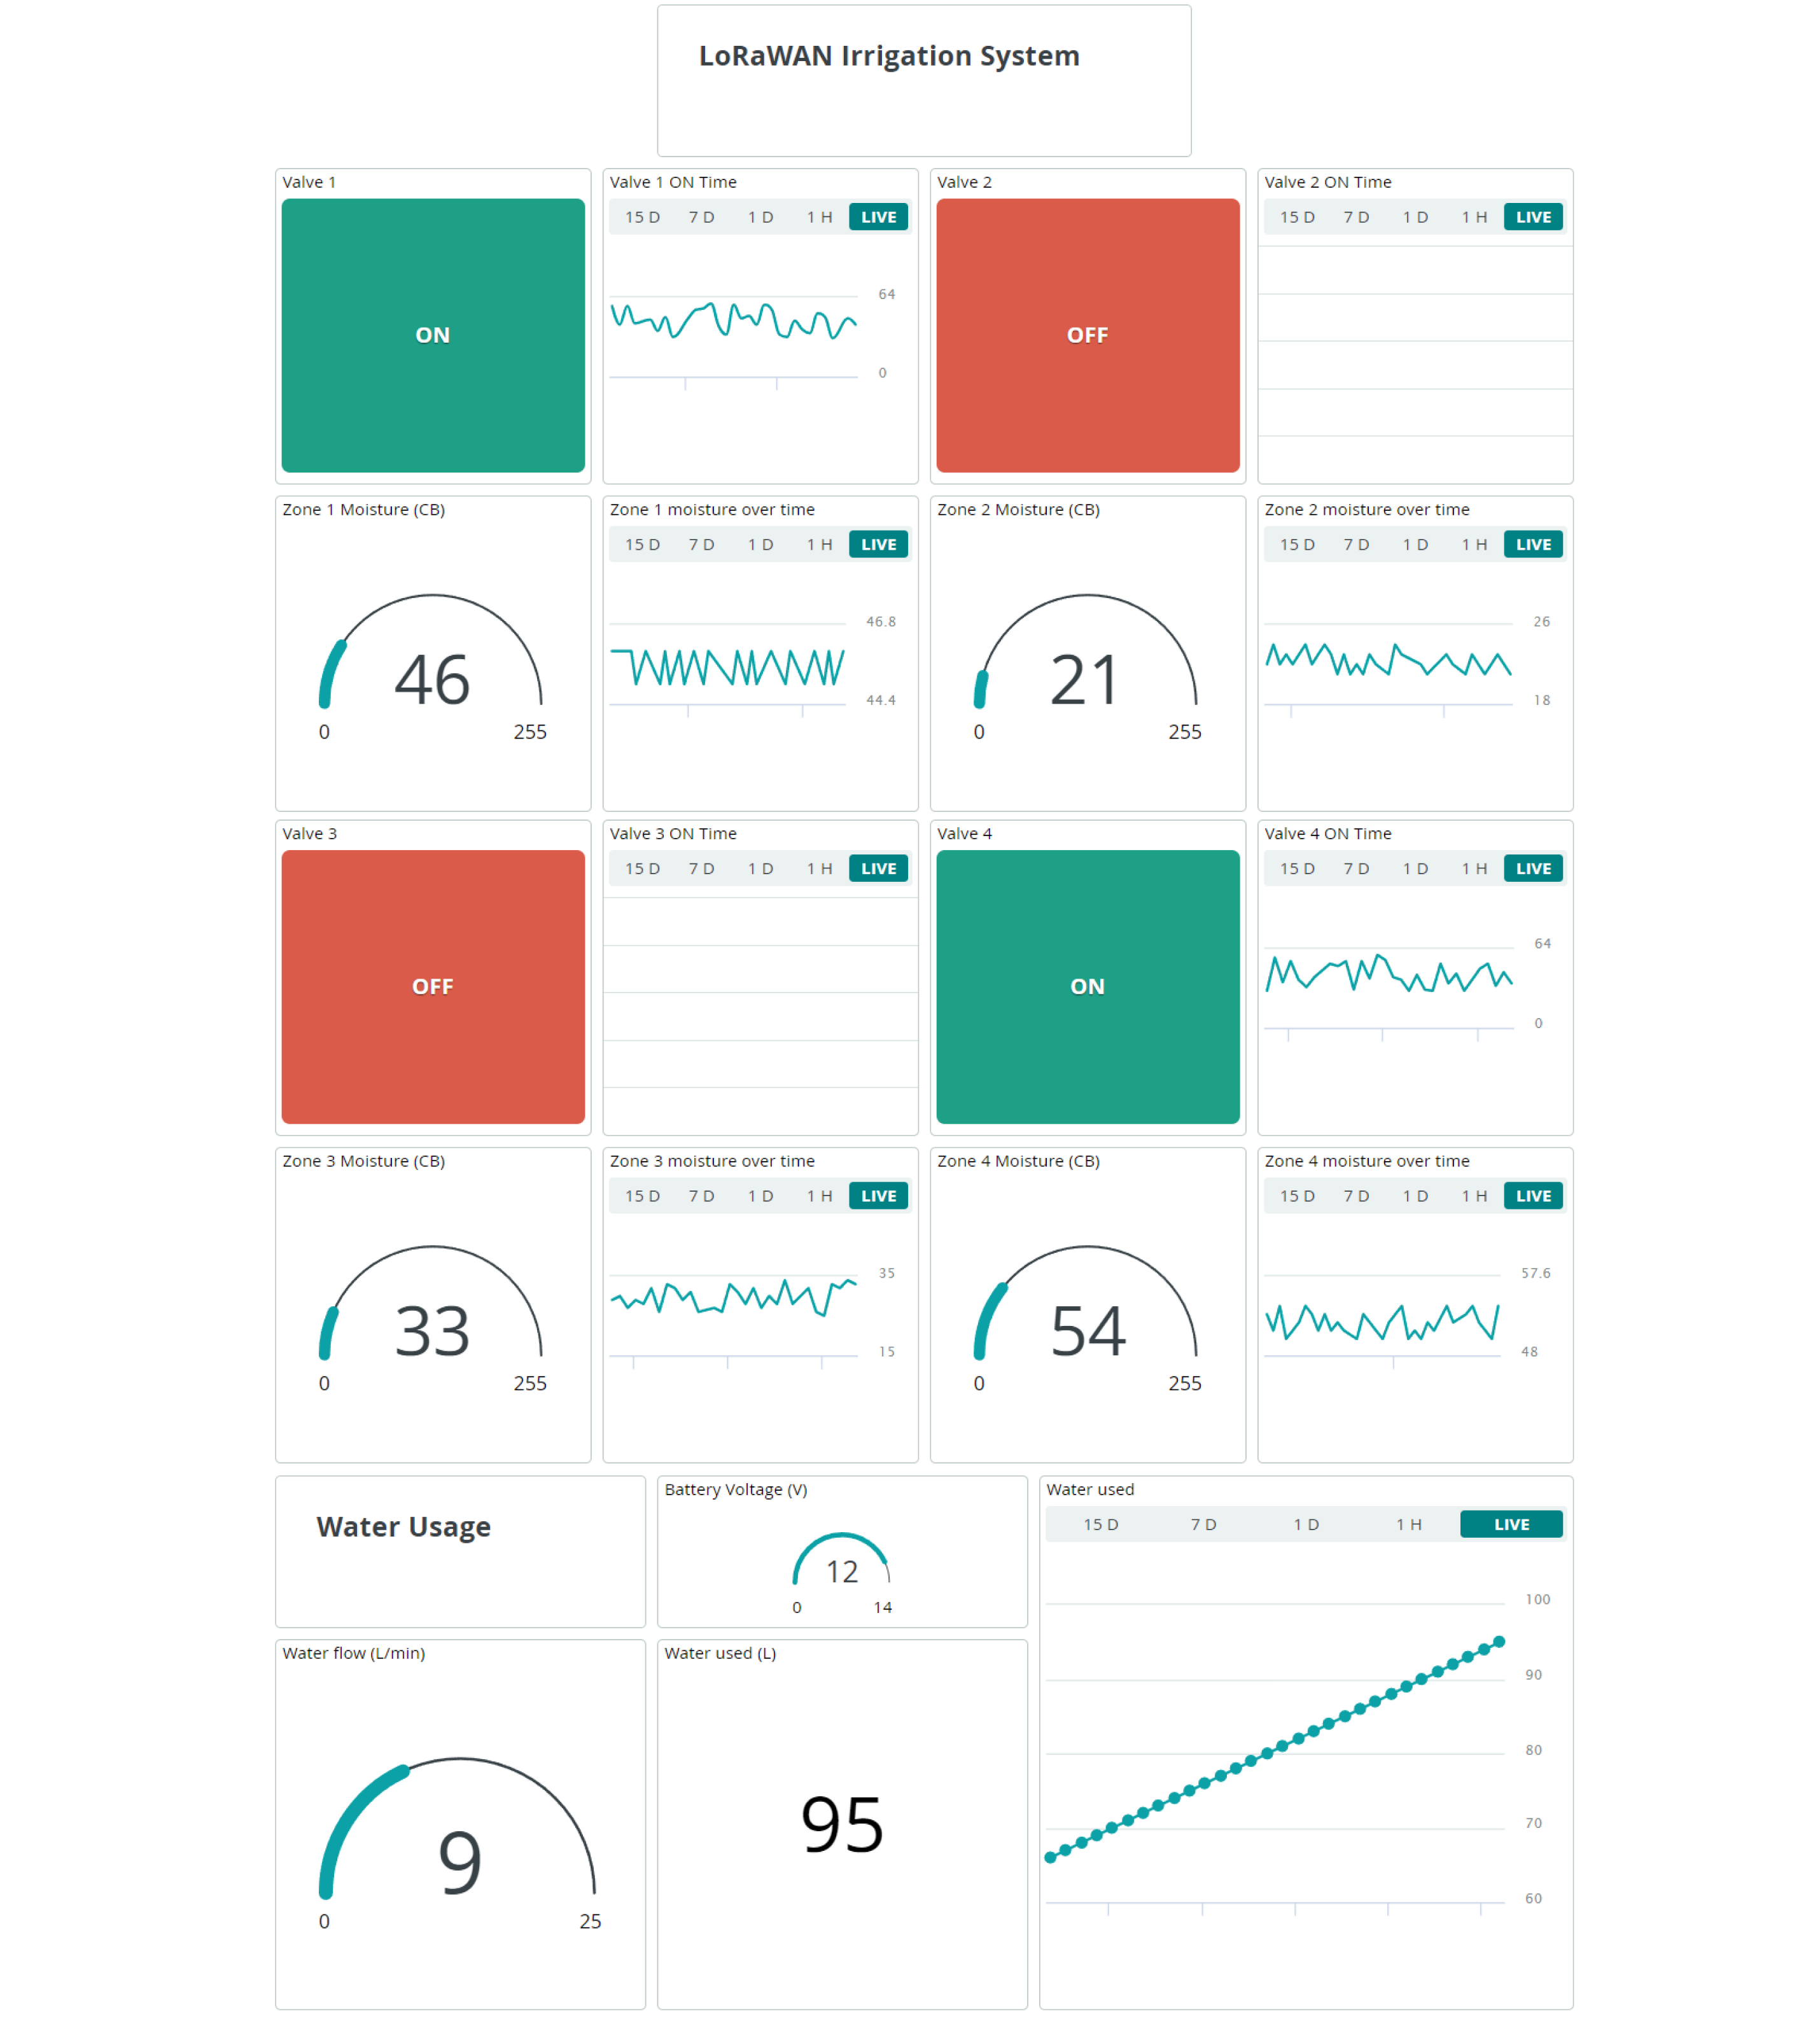 LoRaWAN Irrigation System
Valve 1
ON
Valve 1 ON Time
15 D 7 D 1 D 1 H LIVE
64
0
Valve 2
OFF
Valve 2 ON Time
15 D 7 D 1 D 1 H LIVE
Zone 1 Moisture (CB)
46
0 255
Zone 1 moisture over time
15 D 7 D 1 D 1 H LIVE
46.8
44.4
Zone 2 Moisture (CB)
21
0 255
Zone 2 moisture over time
15 D 7 D 1 D 1 H LIVE
26
18
Valve 3
OFF
Valve 3 ON Time
15 D 7 D 1 D 1 H LIVE
Valve 4
ON
Valve 4 ON Time
15 D 7 D 1 D 1 H LIVE
64
0
Zone 3 Moisture (CB)
33
0 255
Zone 3 moisture over time
15 D 7 D 1 D 1 H LIVE
35
15
Zone 4 Moisture (CB)
54
0 255
Zone 4 moisture over time
15 D 7 D 1 D 1 H LIVE
57.6
48
Water Usage
Battery Voltage (V)
12
0 14
Water used
15 D 7 D 1 D 1 H LIVE
100
90
80
70
60
Water flow (L/min)
9
0 25
Water used (L)
95